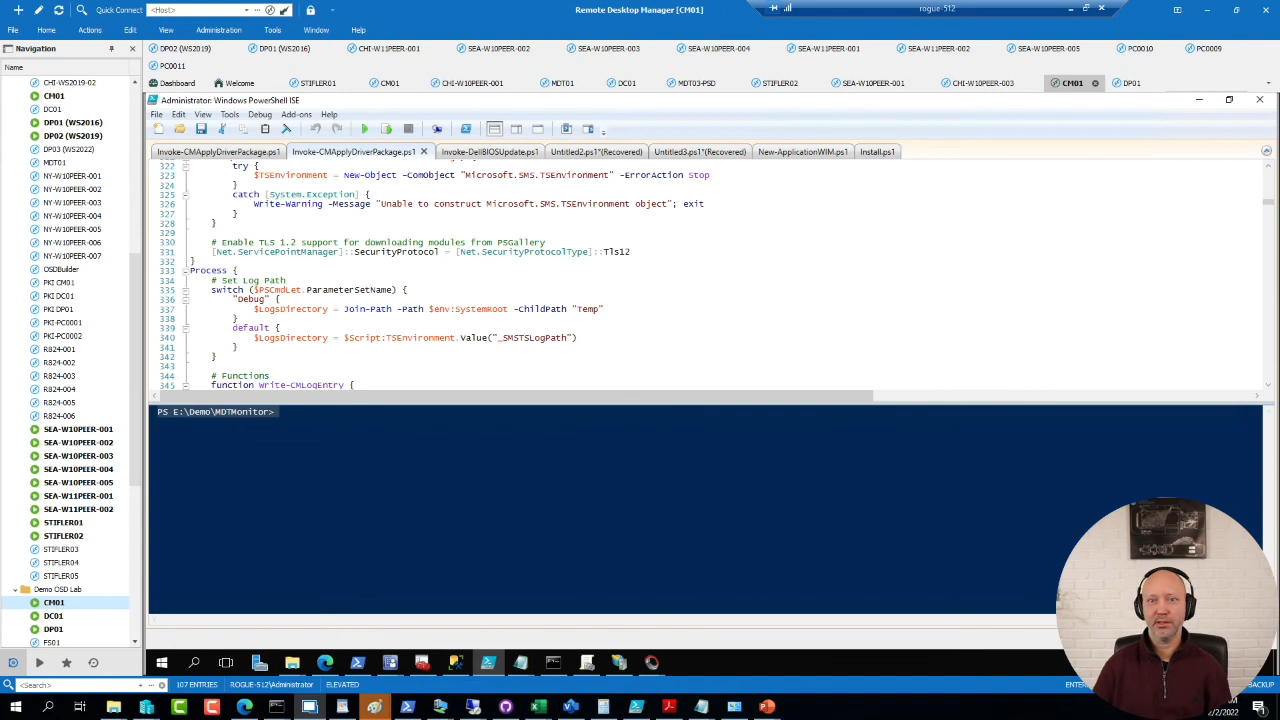 Quick Connect <Host> Remote Desktop Manager [CM01] rogue-512
File Home Actions Edit View Administration Tools Window Help
Navigation
Name
DP02 (WS2019) DP01 (WS2016) CHI-W11PEER-001 SEA-W10PEER-002 SEA-W10PEER-003 SEA-W10PEER-004 SEA-W11PEER-001 SEA-W11PEER-002 SEA-W10PEER-005 PC0010 PC0009
PC0011
Dashboard Welcome STIFLER01 CM01 CHI-W11PEER-001 MDT01 DC01 MDT03-PSD STIFLER02 SEA-W10PEER-001 CHI-W10PEER-003 CM01 DP01
CHI-WS2019-02
CM01
DC01
DP01 (WS2016)
DP02 (WS2019)
DP03 (WS2022)
MDT01
NY-W10PEER-001
NY-W10PEER-002
NY-W10PEER-003
NY-W10PEER-004
NY-W10PEER-005
NY-W10PEER-006
NY-W10PEER-007
OSDBuilder
PKI CM01
PKI DC01
PKI DP01
PKI-PC0001
PKI-PC0002
R824-001
R824-002
R824-003
R824-004
R824-005
R824-006
SEA-W10PEER-001
SEA-W10PEER-002
SEA-W10PEER-003
SEA-W10PEER-004
SEA-W10PEER-005
SEA-W11PEER-001
SEA-W11PEER-002
STIFLER01
STIFLER02
STIFLER03
STIFLER04
STIFLER05
Demo OSD Lab
CM01
DC01
DP01
FS01
Administrator: Windows PowerShell ISE
File Edit View Tools Debug Add-ons Help
Invoke-CMApplyDriverPackage.ps1 Invoke-CMApplyDriverPackage.ps1 Invoke-DellBIOSUpdate.ps1 Untitled2.ps1*(Recovered) Untitled3.ps1*(Recovered) New-ApplicationWIM.ps1 Install.ps1
322 try {
323 $TSEnvironment = New-Object -ComObject "Microsoft.SMS.TSEnvironment" -ErrorAction Stop
324 }
325 catch [System.Exception] {
326 Write-Warning -Message "Unable to construct Microsoft.SMS.TSEnvironment object"; exit
327 }
328 }
329
330 # Enable TLS 1.2 support for downloading modules from PSGallery
331 [Net.ServicePointManager]::SecurityProtocol = [Net.SecurityProtocolType]::Tls12
332 }
333 Process {
334 # Set Log Path
335 switch ($PSCmdLet.ParameterSetName) {
336 "Debug" {
337 $LogsDirectory = Join-Path -Path $env:SystemRoot -ChildPath "Temp"
338 }
339 default {
340 $LogsDirectory = $Script:TSEnvironment.Value("_SMSTSLogPath")
341 }
342 }
343
344 # Functions
345 function Write-CMLogEntry {
PS E:\Demo\MDTMonitor>
<Search> 107 ENTRIES ROGUE-512\Administrator ELEVATED
BACKUP
2/2/2022